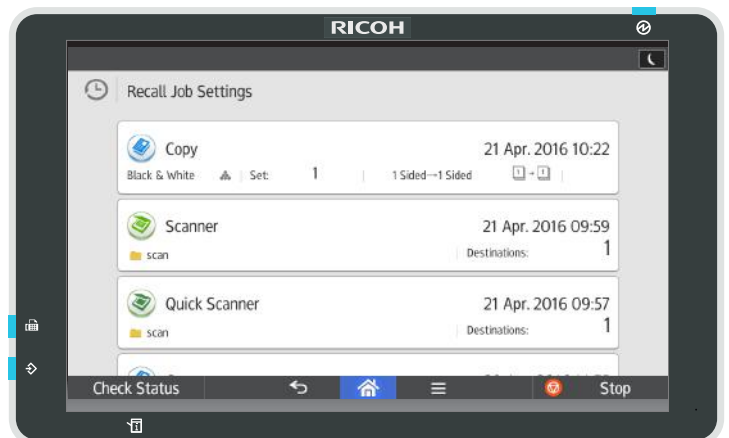 RICOH
Recall Job Settings
Copy 21 Apr. 2016 10:22
Black & White Set: 1 1 Sided→1 Sided 1 → 1
Scanner 21 Apr. 2016 09:59
scan Destinations: 1
Quick Scanner 21 Apr. 2016 09:57
scan Destinations: 1
Check Status Stop